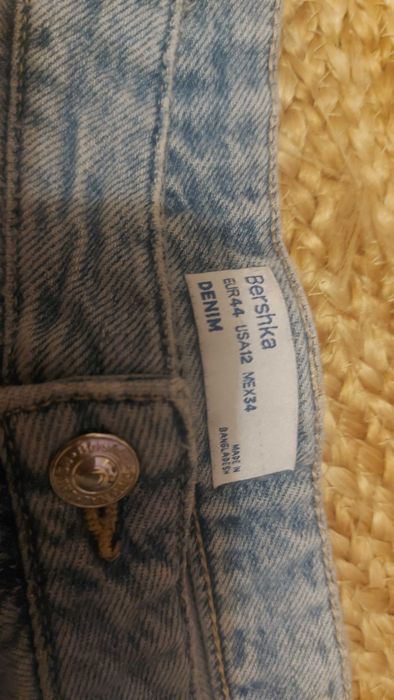 Bershka
EUR44 USA12 MEX34
DENIM
MADE IN
BANGLADESH